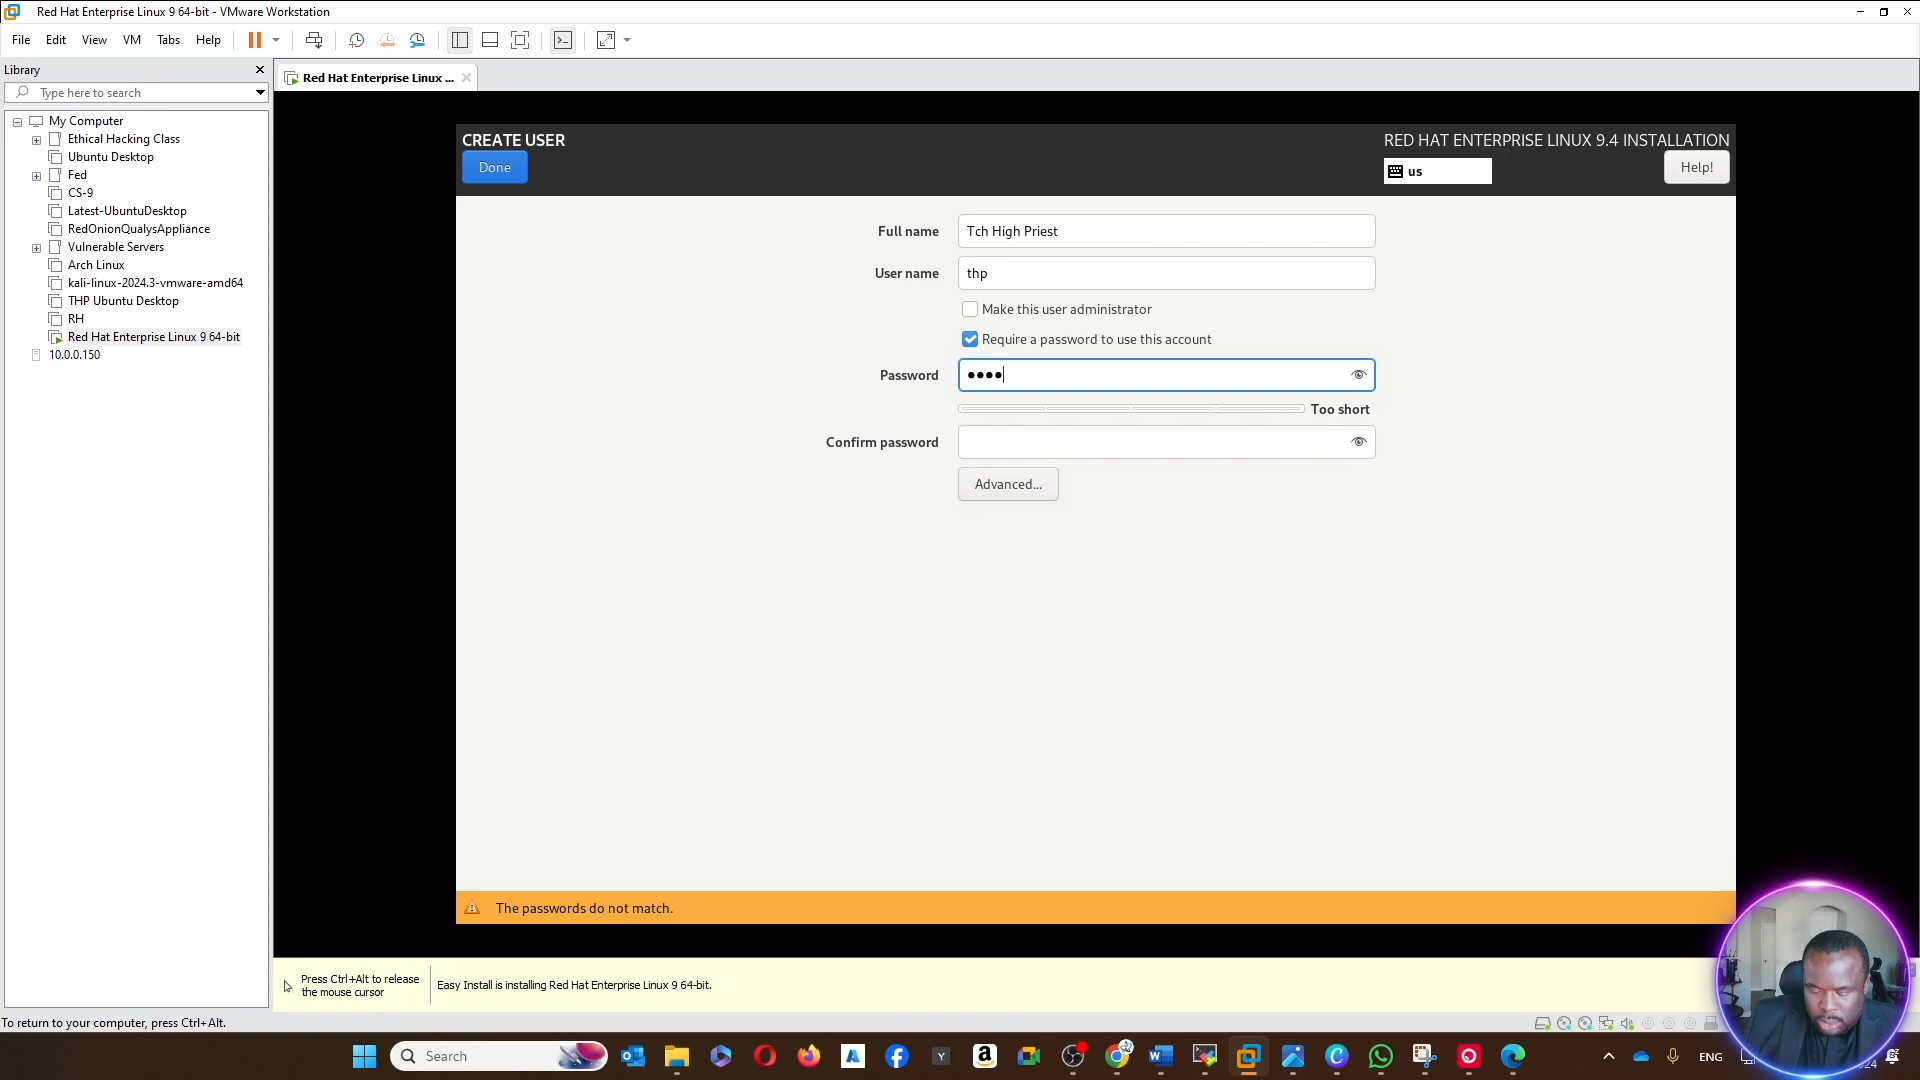 Red Hat Enterprise Linux 9 64-bit - VMware Workstation
File Edit View VM Tabs Help
Library
Type here to search
My Computer
Ethical Hacking Class
Ubuntu Desktop
Fed
CS-9
Latest-UbuntuDesktop
RedOnionQualysAppliance
Vulnerable Servers
Arch Linux
kali-linux-2024.3-vmware-amd64
THP Ubuntu Desktop
RH
Red Hat Enterprise Linux 9 64-bit
10.0.0.150
Red Hat Enterprise Linux ...
CREATE USER
Done
RED HAT ENTERPRISE LINUX 9.4 INSTALLATION
us
Help!
Full name
Tch High Priest
User name
thp
Make this user administrator
Require a password to use this account
Password
••••
Too short
Confirm password
Advanced...
The passwords do not match.
Press Ctrl+Alt to release
the mouse cursor
Easy Install is installing Red Hat Enterprise Linux 9 64-bit.
To return to your computer, press Ctrl+Alt.
Search
ENG